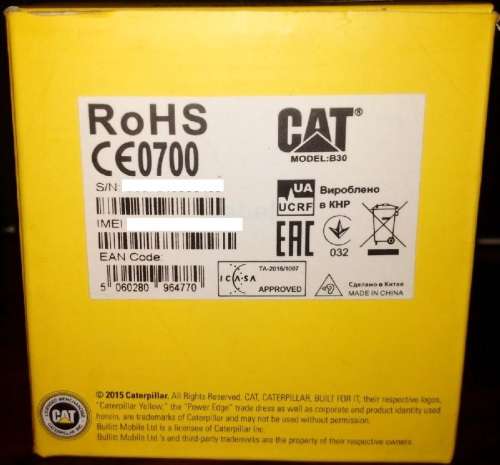 RoHS
CE0700
S/N:
IMEI
EAN Code:
5 060280 964770
CAT®
MODEL:B30
UA
UCRF
Вироблено
в КНР
EAC
032
ICASA
TA-2016/1007
APPROVED
Сделано в Китае
MADE IN CHINA
© 2015 Caterpillar. All Rights Reserved. CAT, CATERPILLAR, BUILT FOR IT, their respective logos,
"Caterpillar Yellow," the "Power Edge" trade dress as well as corporate and product identity used
herein, are trademarks of Caterpillar and may not be used without permission.
Bullitt Mobile Ltd is a licensee of Caterpillar Inc.
Bullitt Mobile Ltd 's and third-party trademarks are the property of their respective owners.
LICENSED MERCHANDISE
CAT
CATERPILLAR INC.